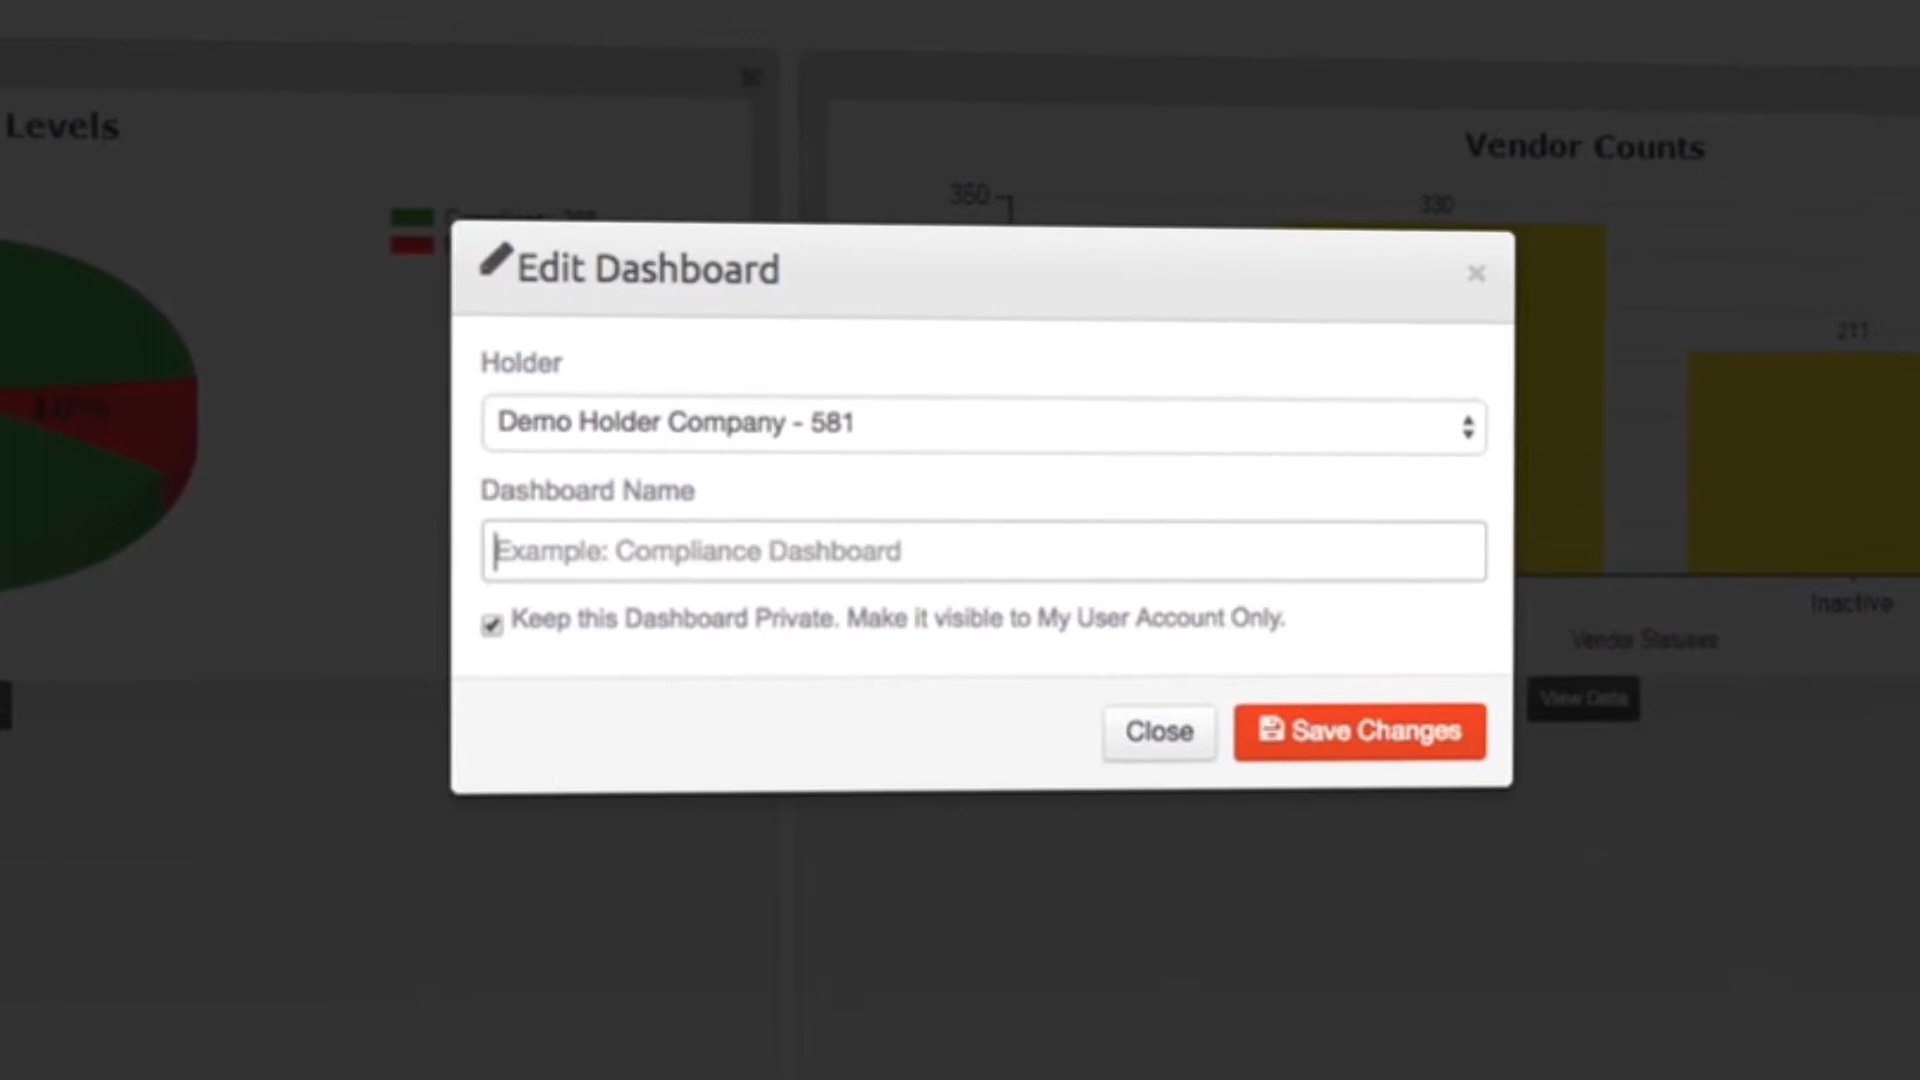 Levels
Vendor Counts
350
330
Edit Dashboard
×
Holder
211
Demo Holder Company - 581
Dashboard Name
Example: Compliance Dashboard
Inactive
Keep this Dashboard Private. Make it visible to My User Account Only.
Vendor Statuses
View Data
Close
Save Changes